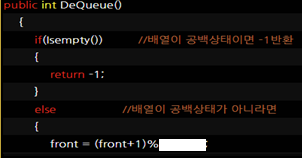 public int DeQueue()
{
if(Isempty()) //배열이 공백상태이면 -1반환
{
return -1;
}
else //배열이 공백상태가 아니라면
{
front = (front+1)% ;